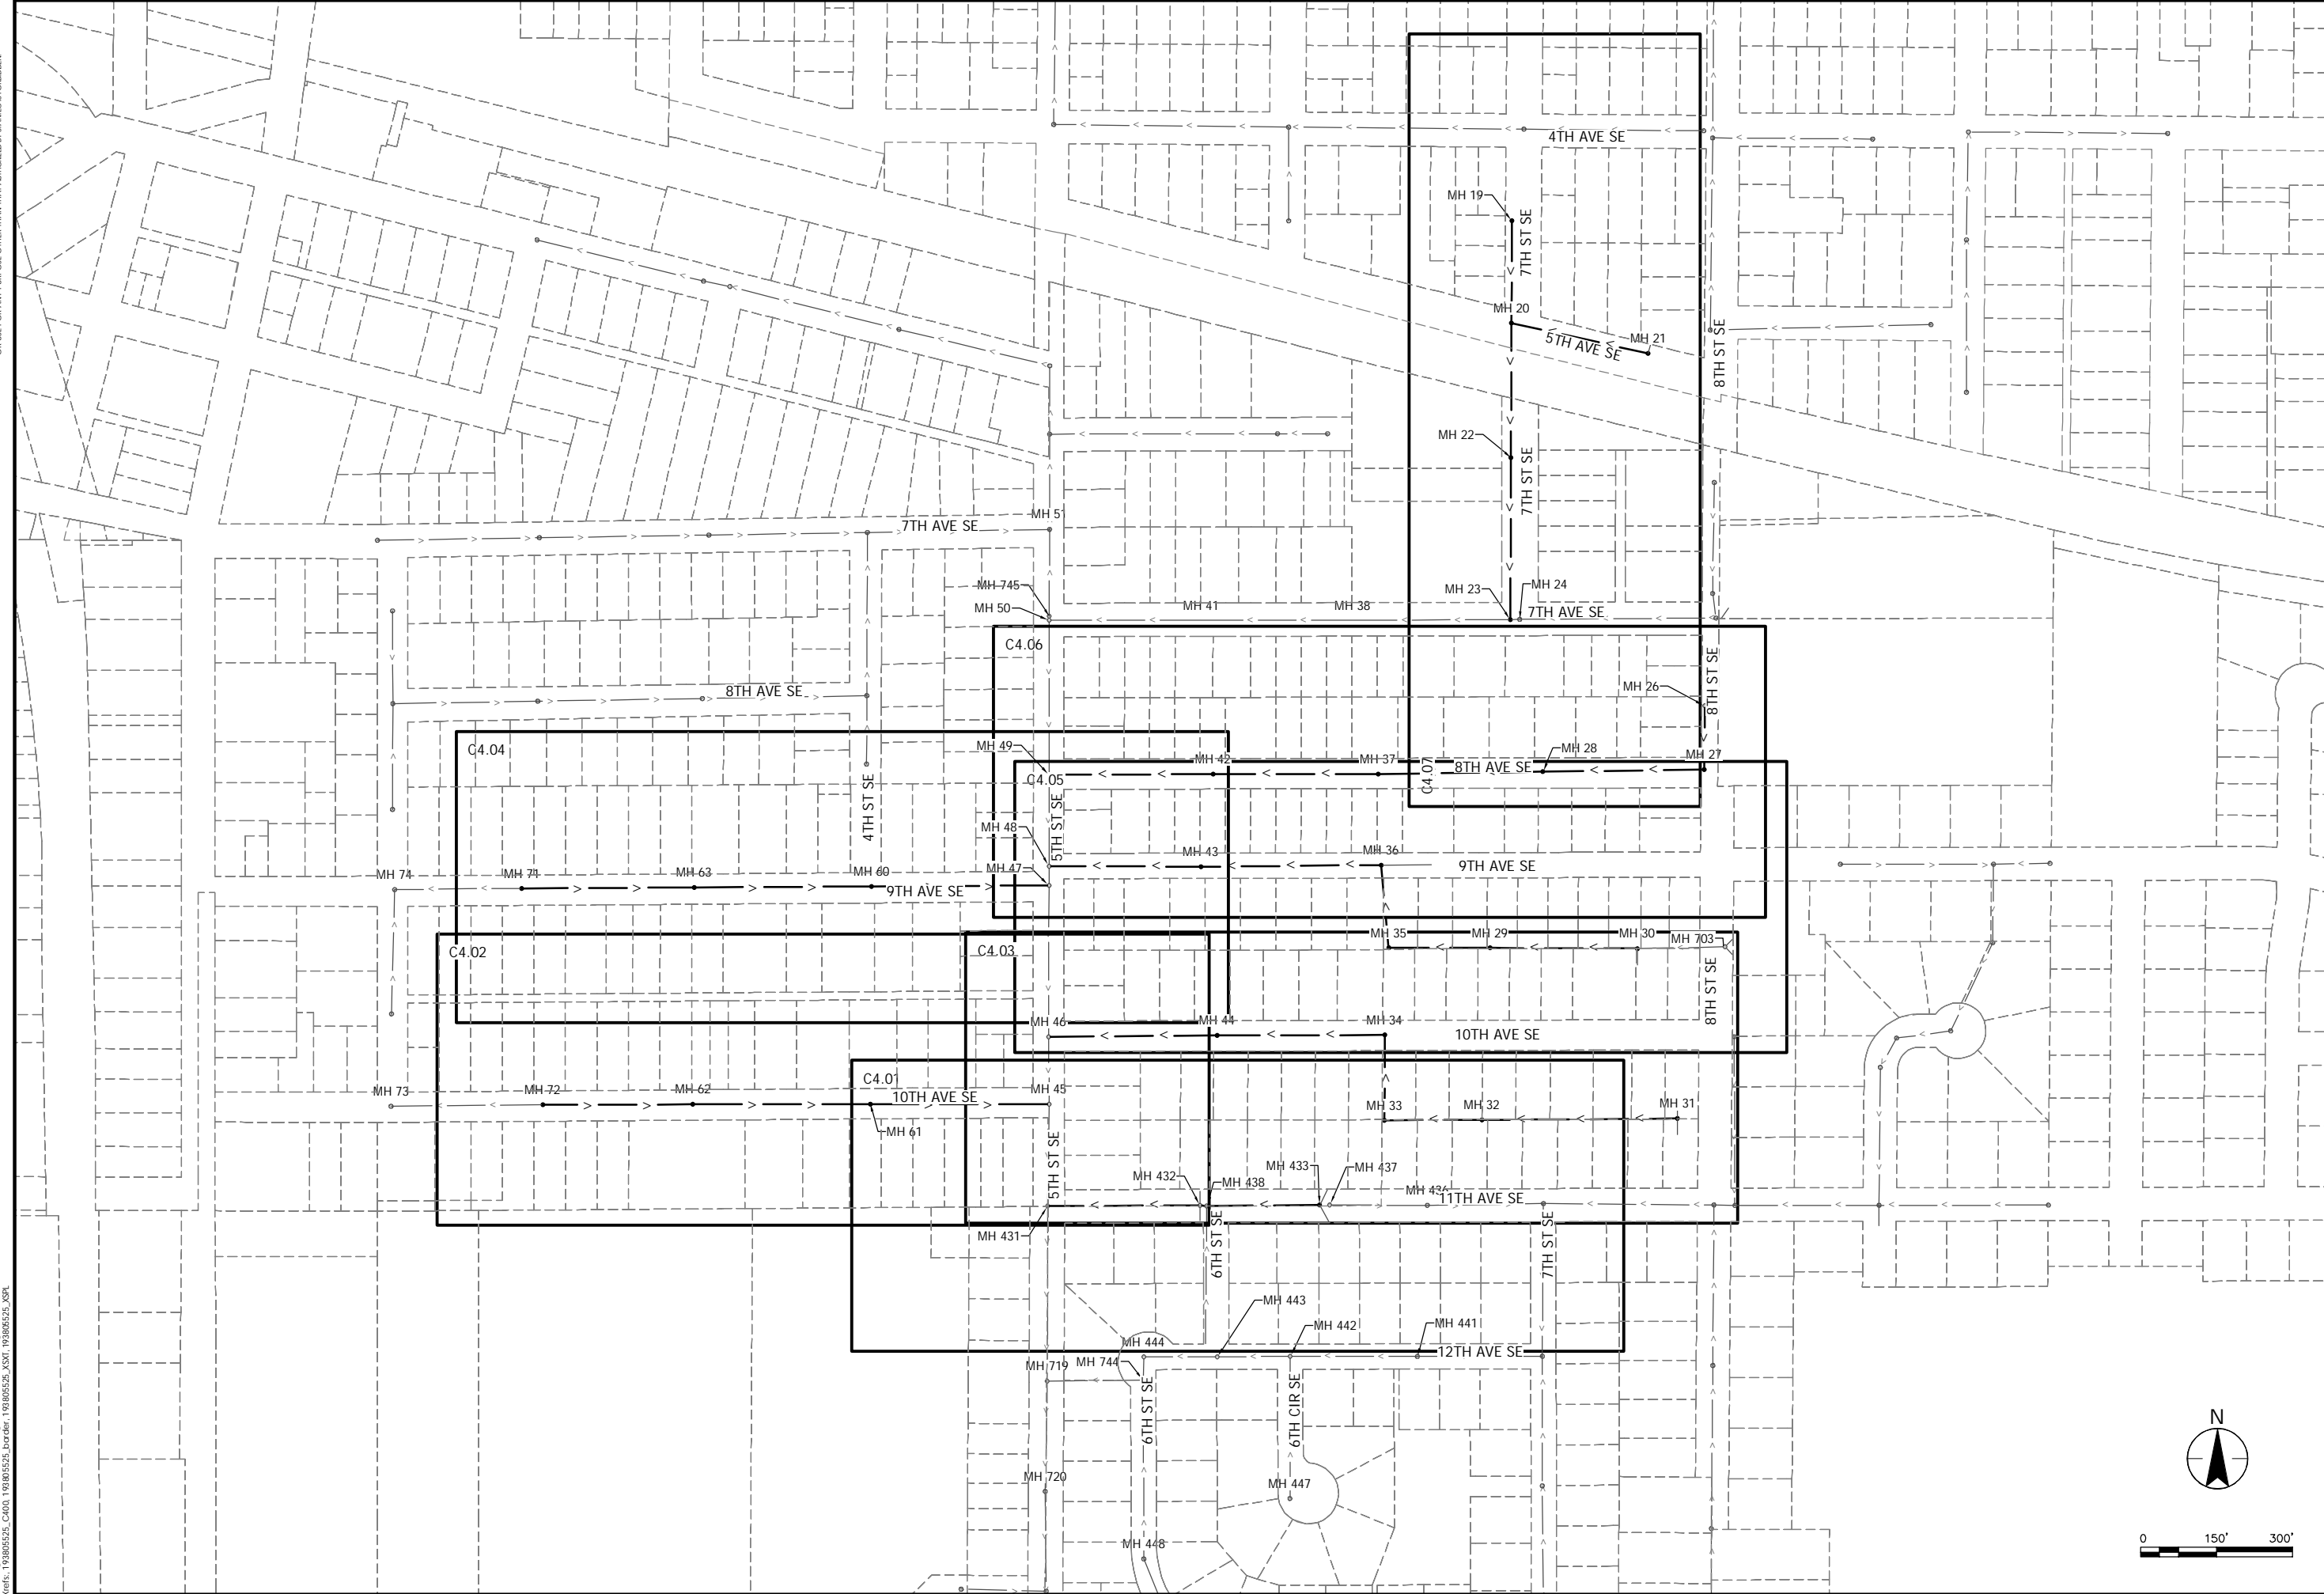 4TH AVE SE
MH 19
7TH ST SE
MH 20
5TH AVE SE
MH 21
8TH ST SE
MH 22
7TH ST SE
MH 51
7TH AVE SE
MH 745
MH 50
MH 41
MH 38
MH 23
MH 24
7TH AVE SE
C4.06
8TH ST SE
MH 26
8TH AVE SE
C4.04
MH 49
MH 42
MH 37
MH 28
MH 27
C4.05
C4.07
8TH AVE SE
4TH ST SE
5TH ST SE
MH 48
MH 43
MH 36
9TH AVE SE
MH 47
MH 74
MH 71
MH 63
MH 60
9TH AVE SE
C4.02
C4.03
MH 35
MH 29
MH 30
MH 703
8TH ST SE
MH 46
MH 44
MH 34
10TH AVE SE
C4.01
MH 73
MH 72
MH 62
10TH AVE SE
MH 45
MH 61
MH 33
MH 32
MH 31
5TH ST SE
MH 432
MH 438
MH 433
MH 437
11TH AVE SE
MH 431
6TH ST SE
7TH ST SE
MH 443
MH 442
MH 441
MH 444
12TH AVE SE
MH 719
MH 744
6TH ST SE
6TH CIR SE
MH 720
MH 447
MH 448
N
0 150' 300'